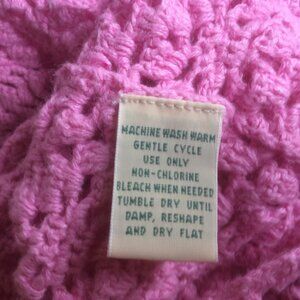 MACHINE WASH WARM
GENTLE CYCLE
USE ONLY
NON-CHLORINE
BLEACH WHEN NEEDED
TUMBLE DRY UNTIL
DAMP, RESHAPE
AND DRY FLAT